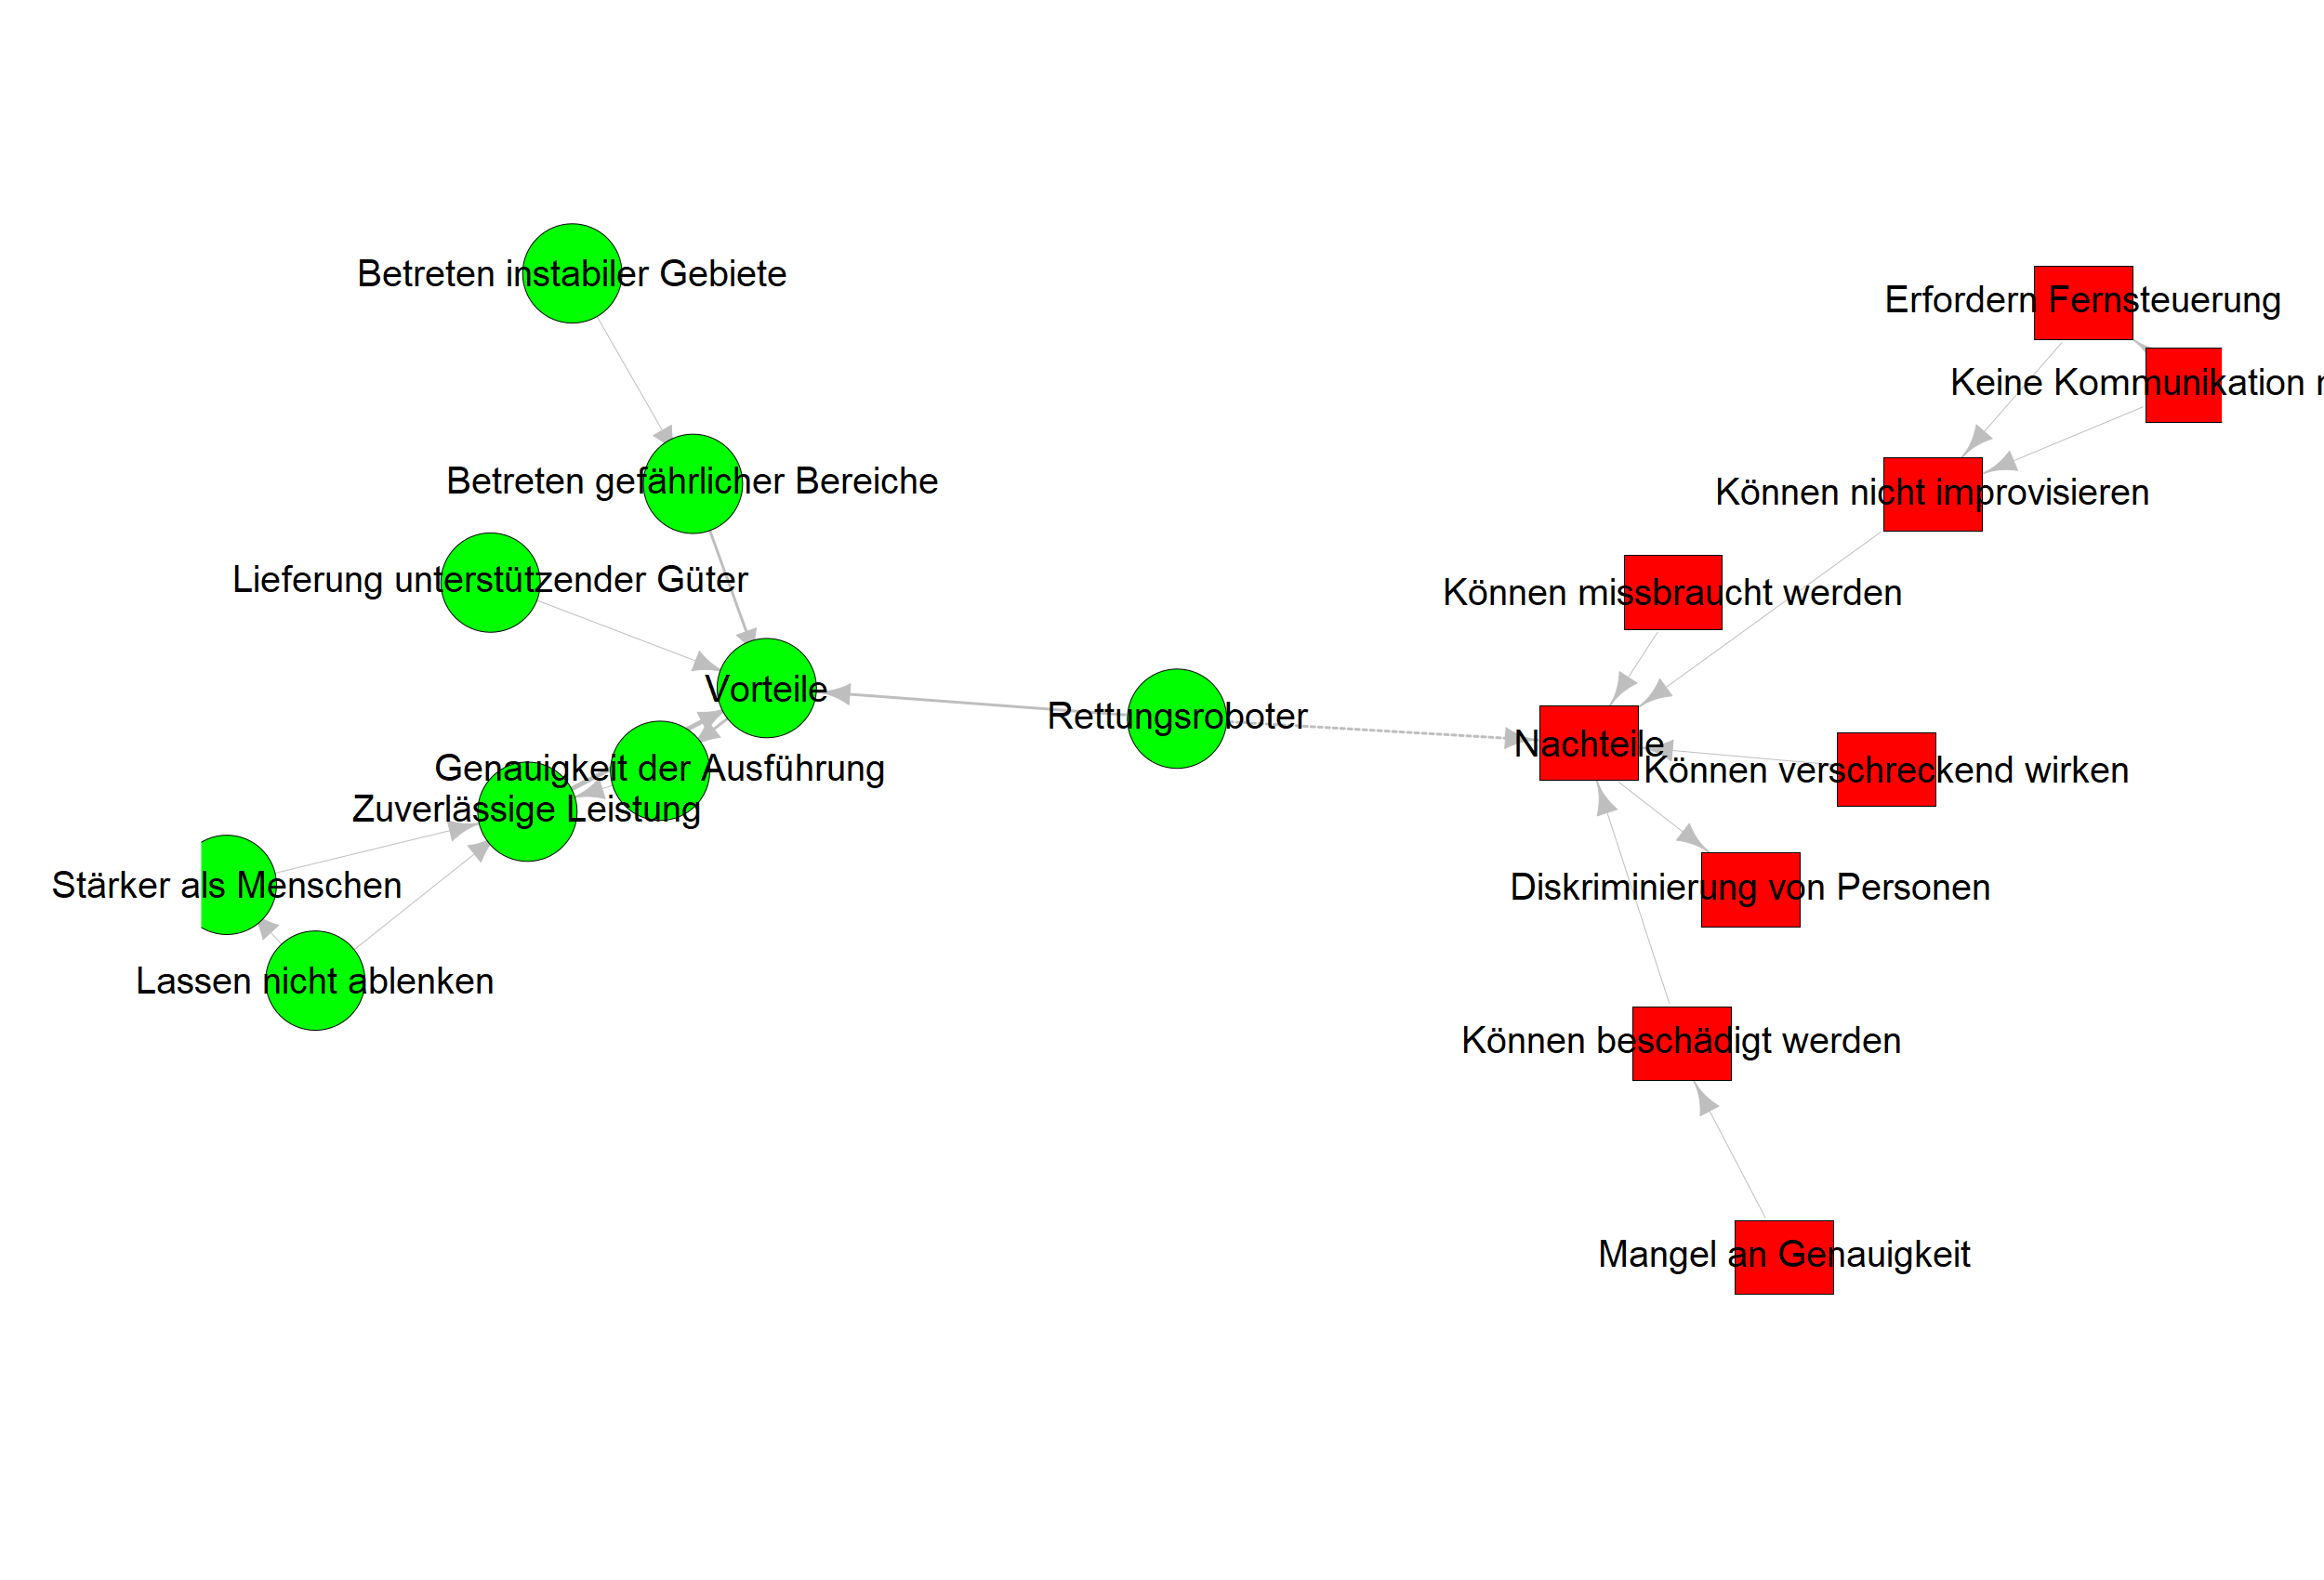 Betreten instabiler Gebiete
Erfordern Fernsteuerung
Keine Kommunikation
Betreten gefährlicher Bereiche
Können nicht improvisieren
Lieferung unterstützender Güter
Können missbraucht werden
Vorteile
Rettungsroboter
Nachteile
Genauigkeit der Ausführung
Können verschreckend wirken
Zuverlässige Leistung
Stärker als Menschen
Diskriminierung von Personen
Lassen nicht ablenken
Können beschädigt werden
Mangel an Genauigkeit